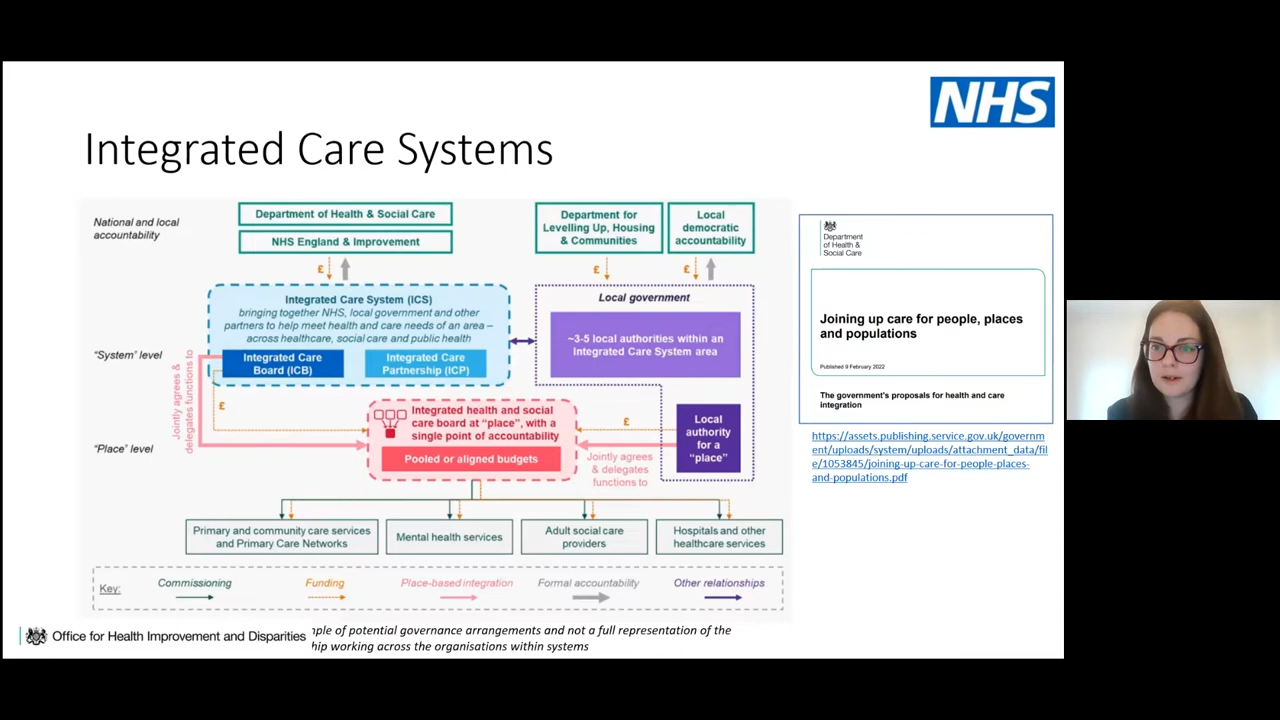 NHS
Integrated Care Systems
National and local
accountability
Department of Health & Social Care
NHS England & Improvement
Department for
Levelling Up, Housing
& Communities
Local
democratic
accountability
£
£
£
Integrated Care System (ICS)
bringing together NHS, local government and other
partners to help meet health and care needs of an area –
across healthcare, social care and public health
Integrated Care
Board (ICB)
Integrated Care
Partnership (ICP)
Local government
~3-5 local authorities within an
Integrated Care System area
"System" level
Jointly agrees &
delegates functions to
£
"Place" level
Integrated health and social
care board at "place", with a
single point of accountability
Pooled or aligned budgets
£
Jointly agrees
& delegates
functions to
Local
authority
for a
"place"
Primary and community care services
and Primary Care Networks
Mental health services
Adult social care
providers
Hospitals and other
healthcare services
Key:
Commissioning
Funding
Place-based integration
Formal accountability
Other relationships
Office for Health Improvement and Disparities
ple of potential governance arrangements and not a full representation of the
hip working across the organisations within systems
Department
of Health &
Social Care
Joining up care for people, places
and populations
Published 9 February 2022
The government's proposals for health and care
integration
https://assets.publishing.service.gov.uk/governm
ent/uploads/system/uploads/attachment_data/fil
e/1053845/joining-up-care-for-people-places-
and-populations.pdf